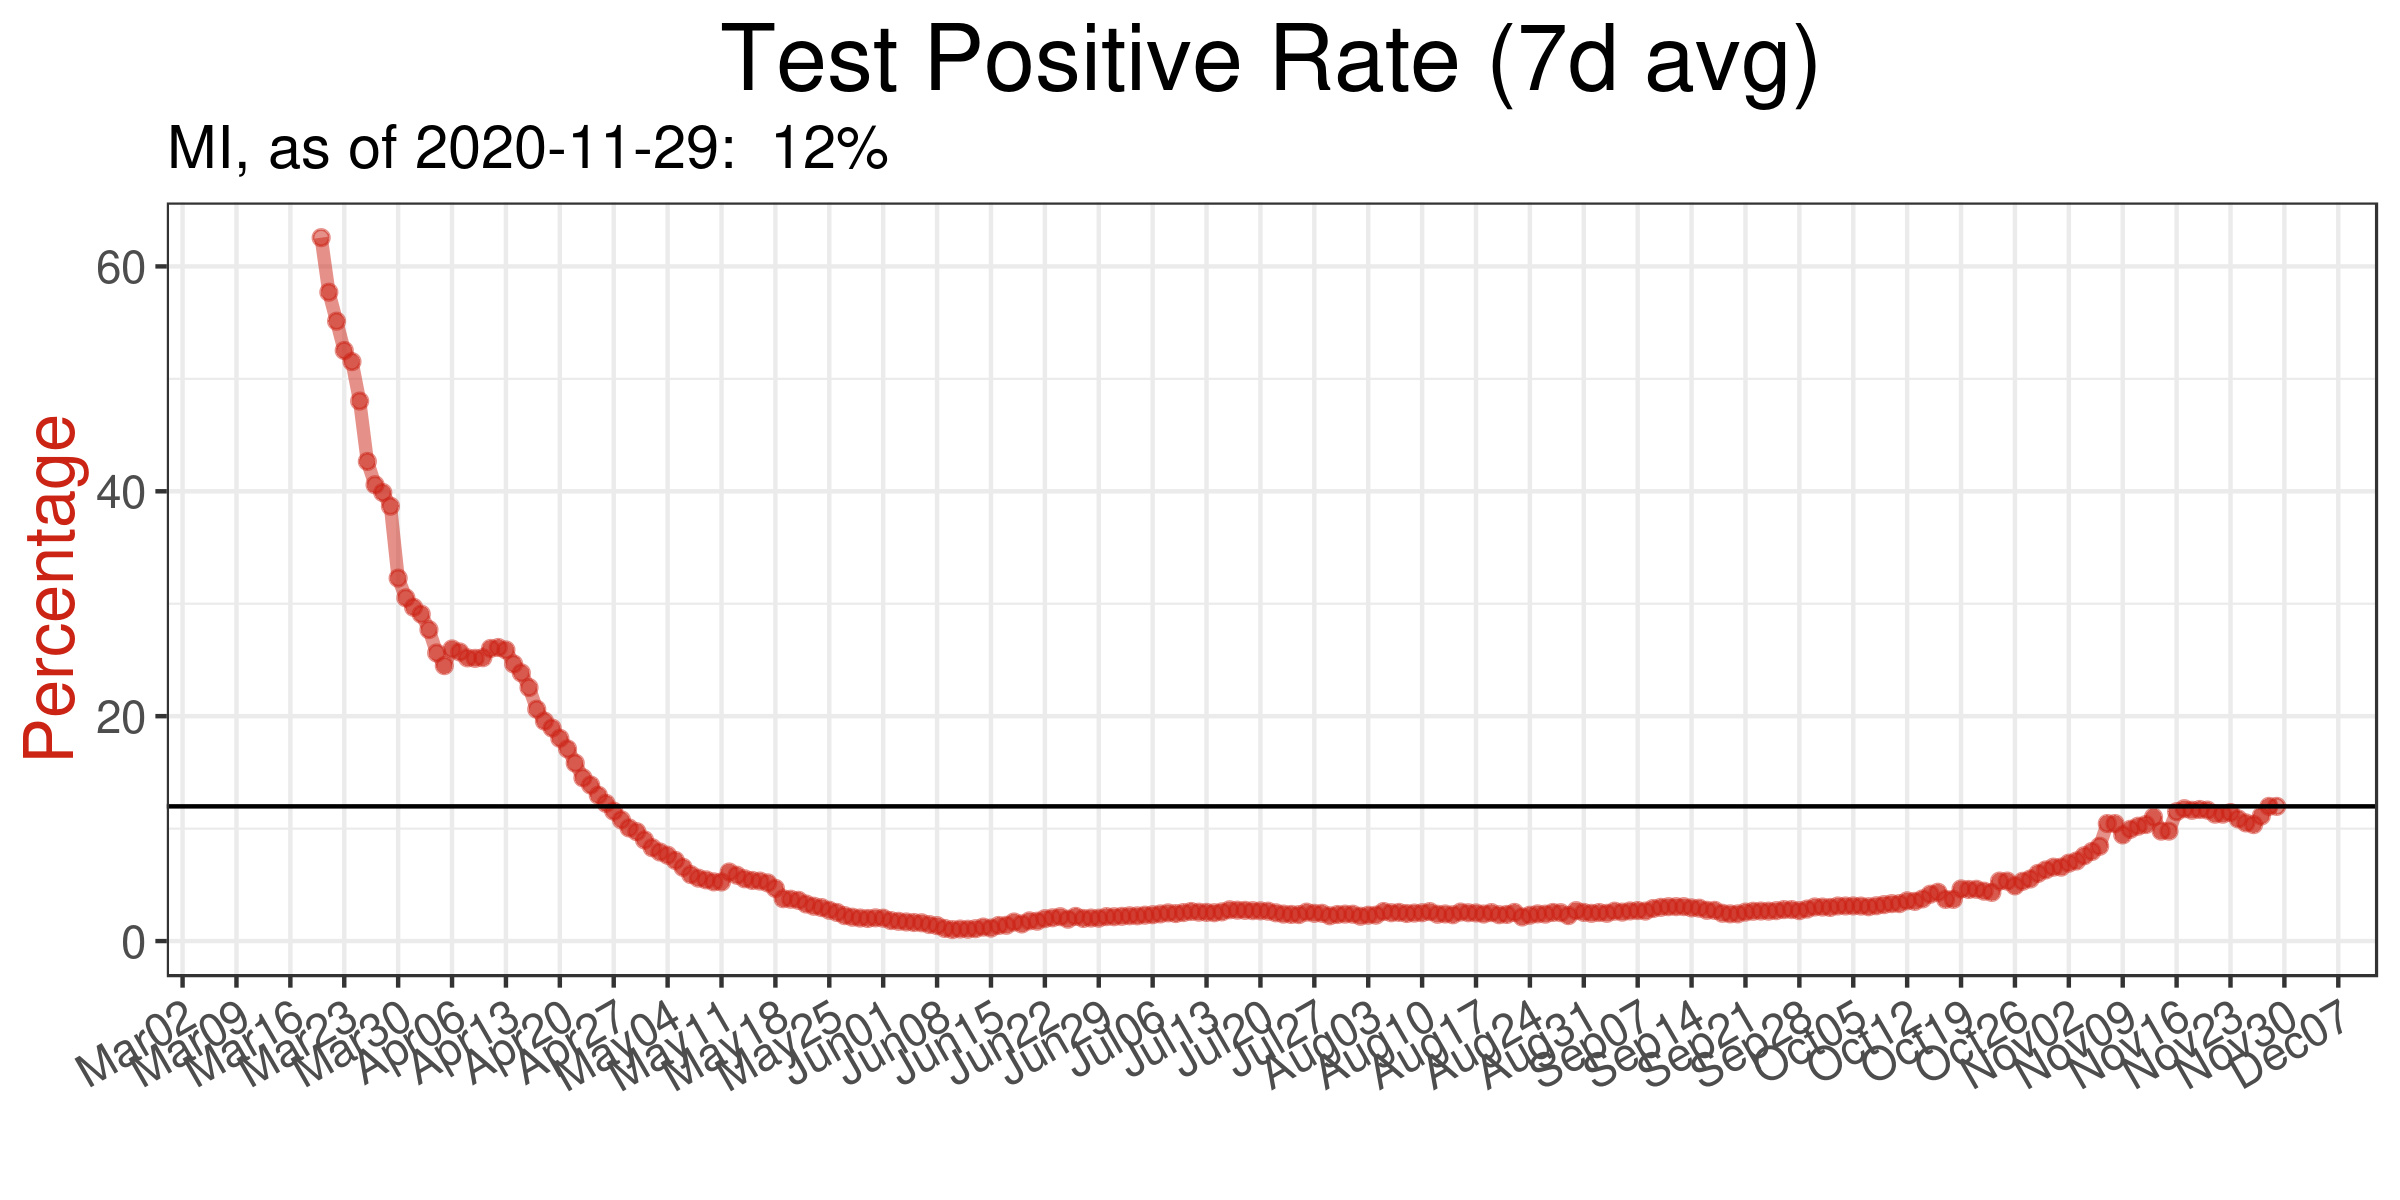 Test Positive Rate (7d avg)
MI, as of 2020-11-29:  12%
Percentage
60
40
20
0
Mar02
Mar09
Mar16
Mar23
Mar30
Apr06
Apr13
Apr20
Apr27
May04
May11
May18
May25
Jun01
Jun08
Jun15
Jun22
Jun29
Jul06
Jul13
Jul20
Jul27
Aug03
Aug10
Aug17
Aug24
Aug31
Sep07
Sep14
Sep21
Sep28
Oct05
Oct12
Oct19
Oct26
Nov02
Nov09
Nov16
Nov23
Nov30
Dec07